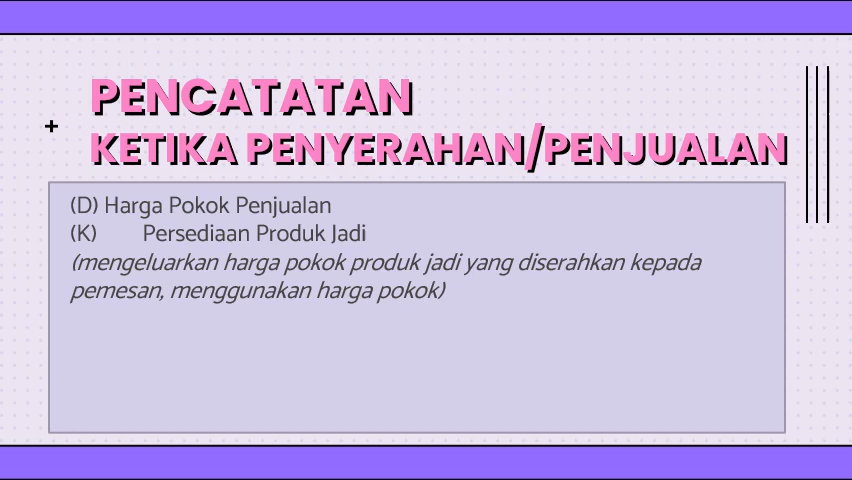 PENCATATAN
KETIKA PENYERAHAN/PENJUALAN
(D) Harga Pokok Penjualan
(K) Persediaan Produk Jadi
(mengeluarkan harga pokok produk jadi yang diserahkan kepada
pemesan, menggunakan harga pokok)